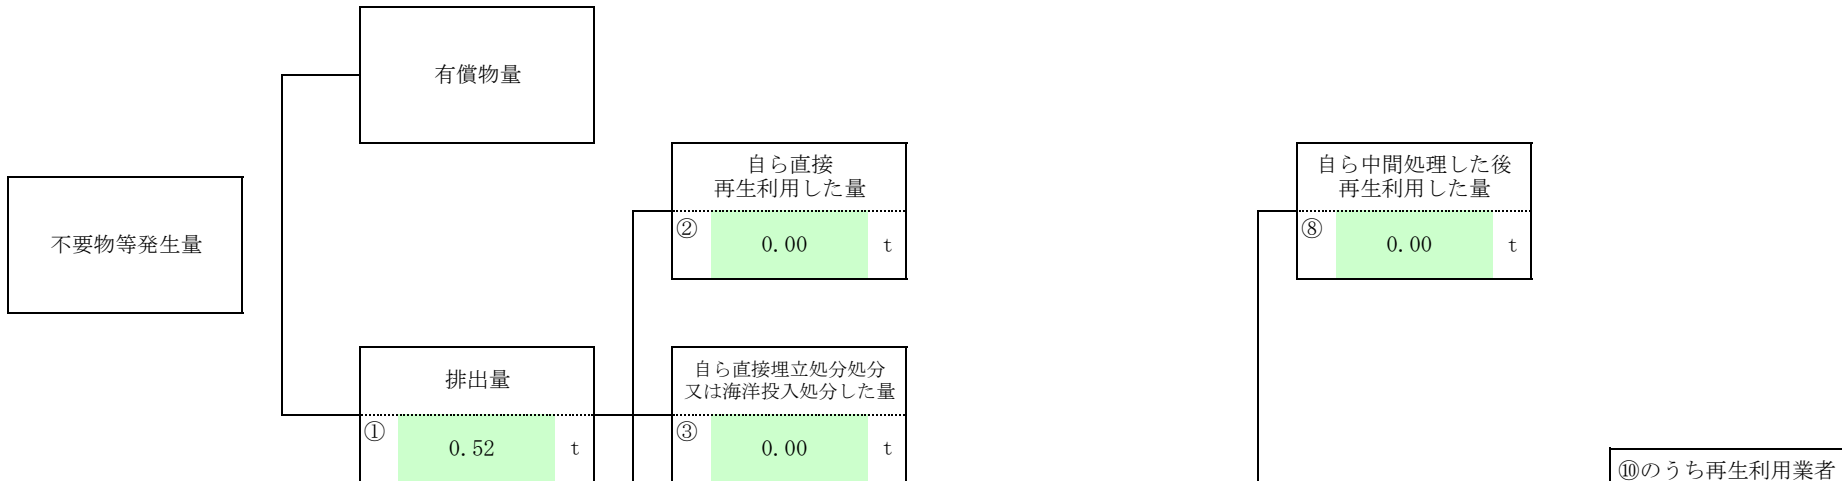 有償物量
自ら直接
再生利用した量
② 0.00 t
自ら中間処理した後
再生利用した量
⑧ 0.00 t
不要物等発生量
排出量
① 0.52 t
自ら直接埋立処分処分
又は海洋投入処分した量
③ 0.00 t
⑩のうち再生利用業者